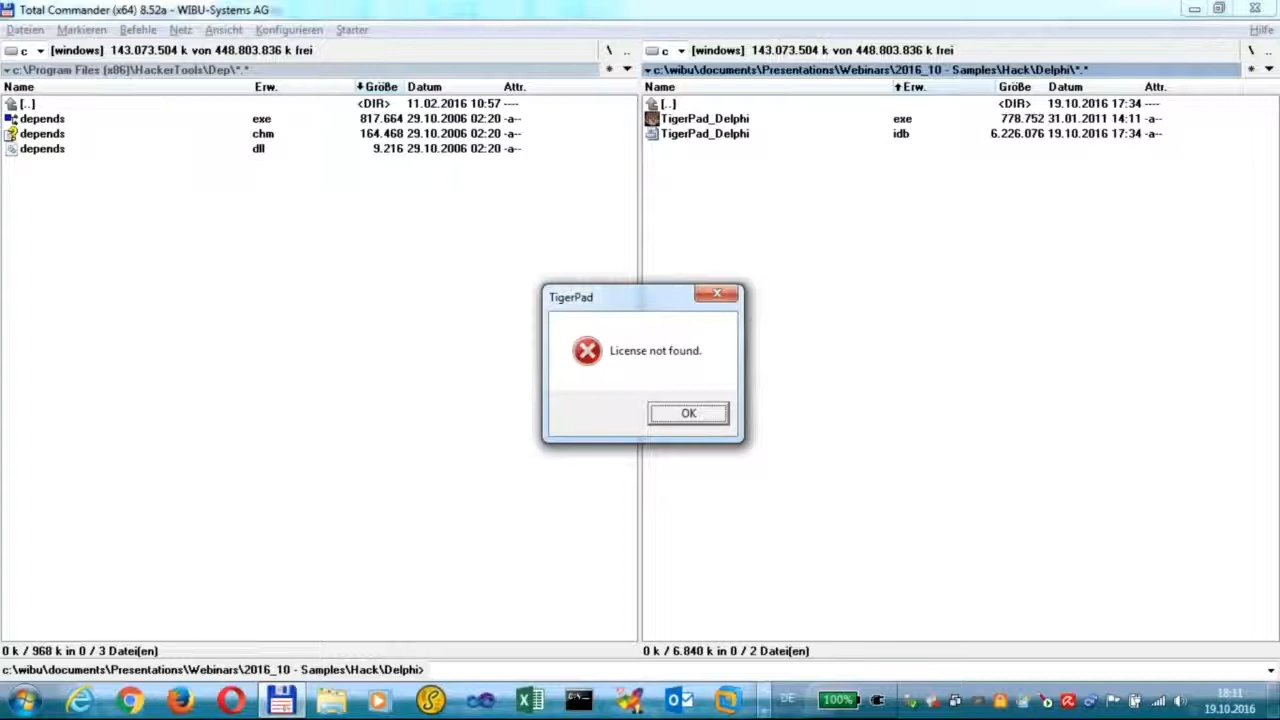 Total Commander (x64) 8.52a - WIBU-Systems AG
Dateien Markieren Befehle Netz Ansicht Konfigurieren Starter Hilfe
c [windows] 143.073.504 k von 448.803.836 k frei \ ..
c [windows] 143.073.504 k von 448.803.836 k frei \ ..
c:\Program Files (x86)\HackerTools\Dep\*.* *
c:\wibu\documents\Presentations\Webinars\2016_10 - Samples\Hack\Delphi\*.* *
Name Erw. Größe Datum Attr.
[..] <DIR> 11.02.2016 10:57 ----
depends exe 817.664 29.10.2006 02:20 -a--
depends chm 164.468 29.10.2006 02:20 -a--
depends dll 9.216 29.10.2006 02:20 -a--
Name Erw. Größe Datum Attr.
[..] <DIR> 19.10.2016 17:34 ----
TigerPad_Delphi exe 778.752 31.01.2011 14:11 -a--
TigerPad_Delphi idb 6.226.076 19.10.2016 17:34 -a--
TigerPad
License not found.
OK
0 k / 968 k in 0 / 3 Datei(en)
0 k / 6.840 k in 0 / 2 Datei(en)
c:\wibu\documents\Presentations\Webinars\2016_10 - Samples\Hack\Delphi>
DE
100%
18:11
19.10.2016